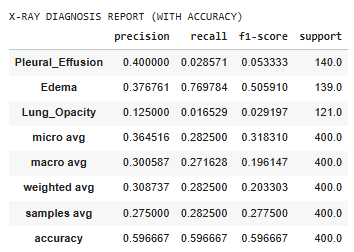 X-RAY DIAGNOSIS REPORT (WITH ACCURACY)
precision recall f1-score support
Pleural_Effusion 0.400000 0.028571 0.053333 140.0
Edema 0.376761 0.769784 0.505910 139.0
Lung_Opacity 0.125000 0.016529 0.029197 121.0
micro avg 0.364516 0.282500 0.318310 400.0
macro avg 0.300587 0.271628 0.196147 400.0
weighted avg 0.308737 0.282500 0.203303 400.0
samples avg 0.275000 0.282500 0.277500 400.0
accuracy 0.596667 0.596667 0.596667 400.0